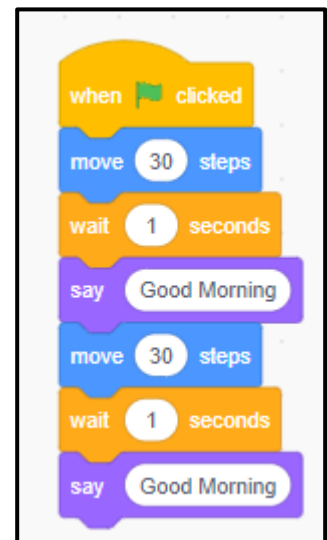 when clicked
move 30 steps
wait 1 seconds
say Good Morning
move 30 steps
wait 1 seconds
say Good Morning